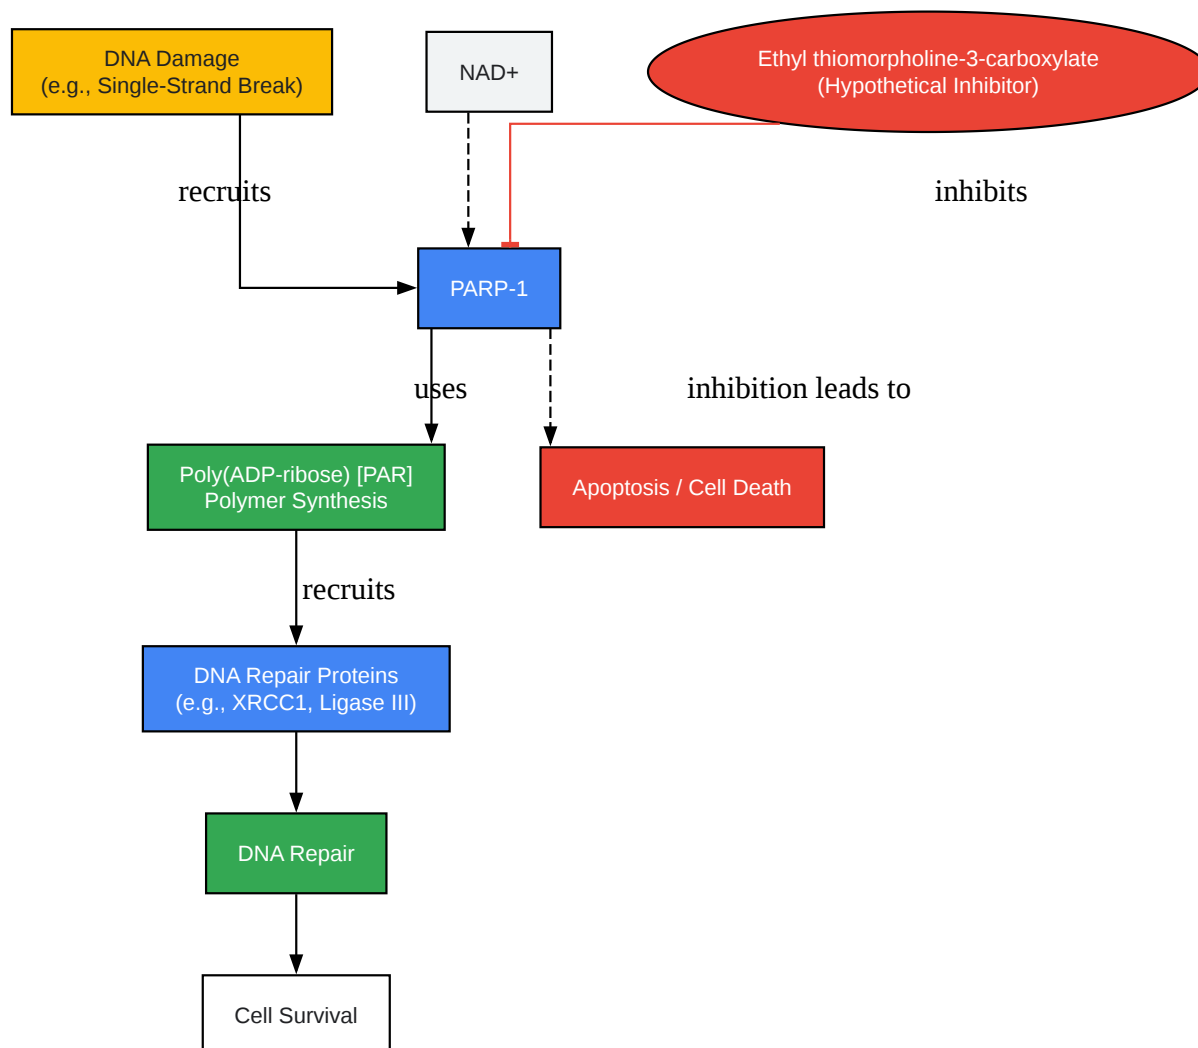 DNA Damage
(e.g., Single-Strand Break)
NAD+
Ethyl thiomorpholine-3-carboxylate
(Hypothetical Inhibitor)
recruits
inhibits
PARP-1
uses
inhibition leads to
Poly(ADP-ribose) [PAR]
Polymer Synthesis
Apoptosis / Cell Death
recruits
DNA Repair Proteins
(e.g., XRCC1, Ligase III)
DNA Repair
Cell Survival